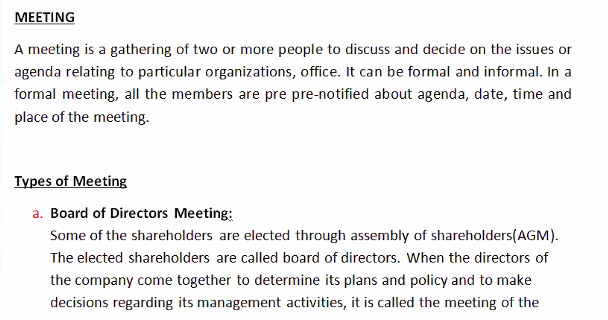 MEETING
A meeting is a gathering of two or more people to discuss and decide on the issues or
agenda relating to particular organizations, office. It can be formal and informal. In a
formal meeting, all the members are pre pre-notified about agenda, date, time and
place of the meeting.
Types of Meeting
a. Board of Directors Meeting:
Some of the shareholders are elected through assembly of shareholders(AGM).
The elected shareholders are called board of directors. When the directors of
the company come together to determine its plans and policy and to make
decisions regarding its management activities, it is called the meeting of the